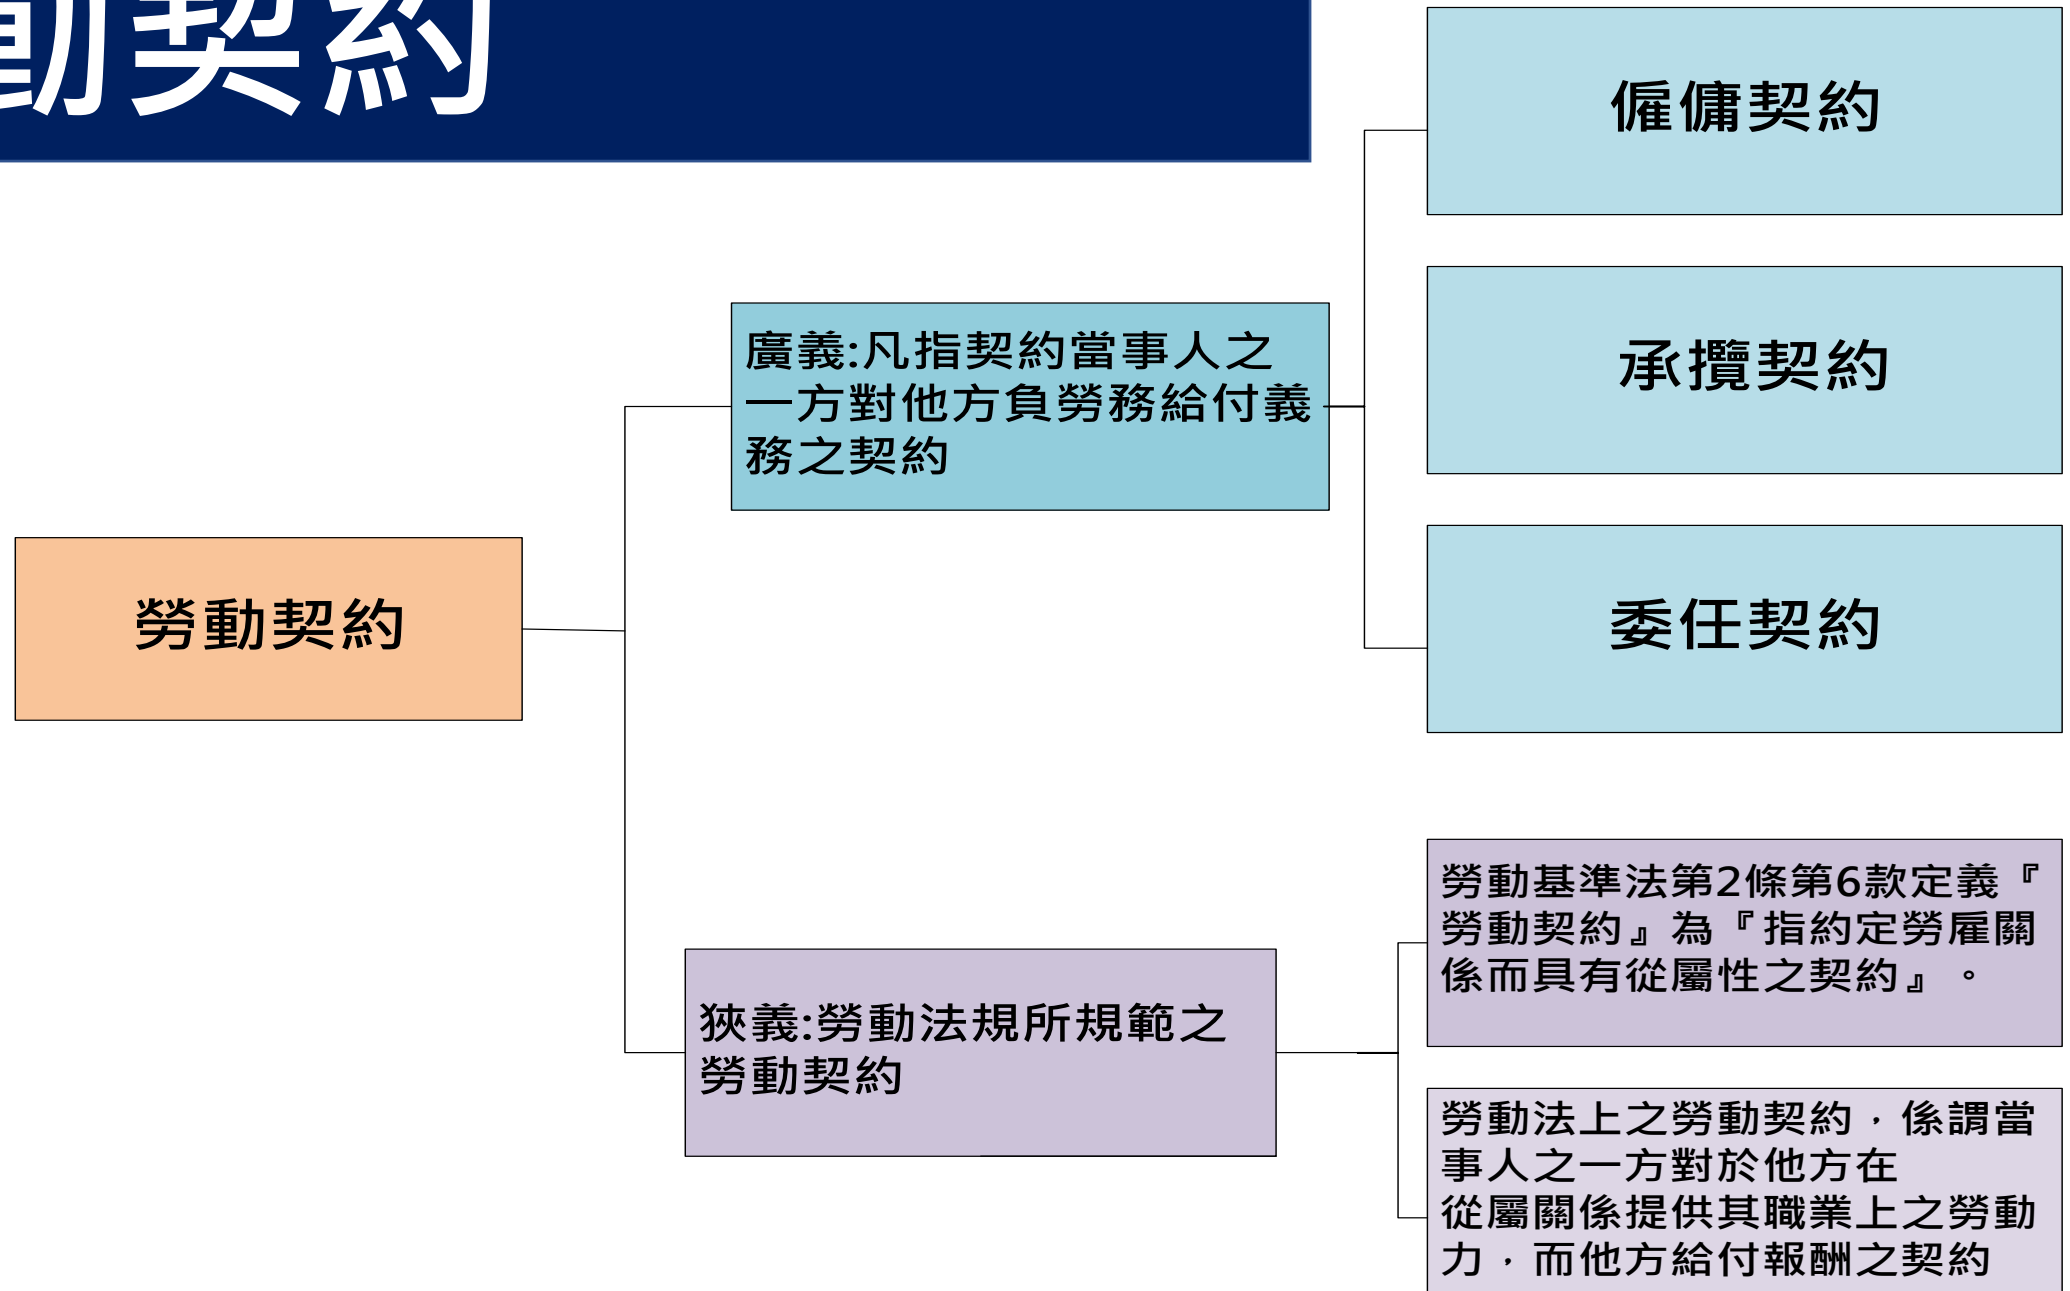 動契約
僱傭契約
承攬契約
委任契約
廣義:凡指契約當事人之
一方對他方負勞務給付義
務之契約
勞動契約
狹義:勞動法規所規範之
勞動契約
勞動基準法第2條第6款定義『
勞動契約』為『指約定勞雇關
係而具有從屬性之契約』。
勞動法上之勞動契約，係謂當
事人之一方對於他方在
從屬關係提供其職業上之勞動
力，而他方給付報酬之契約